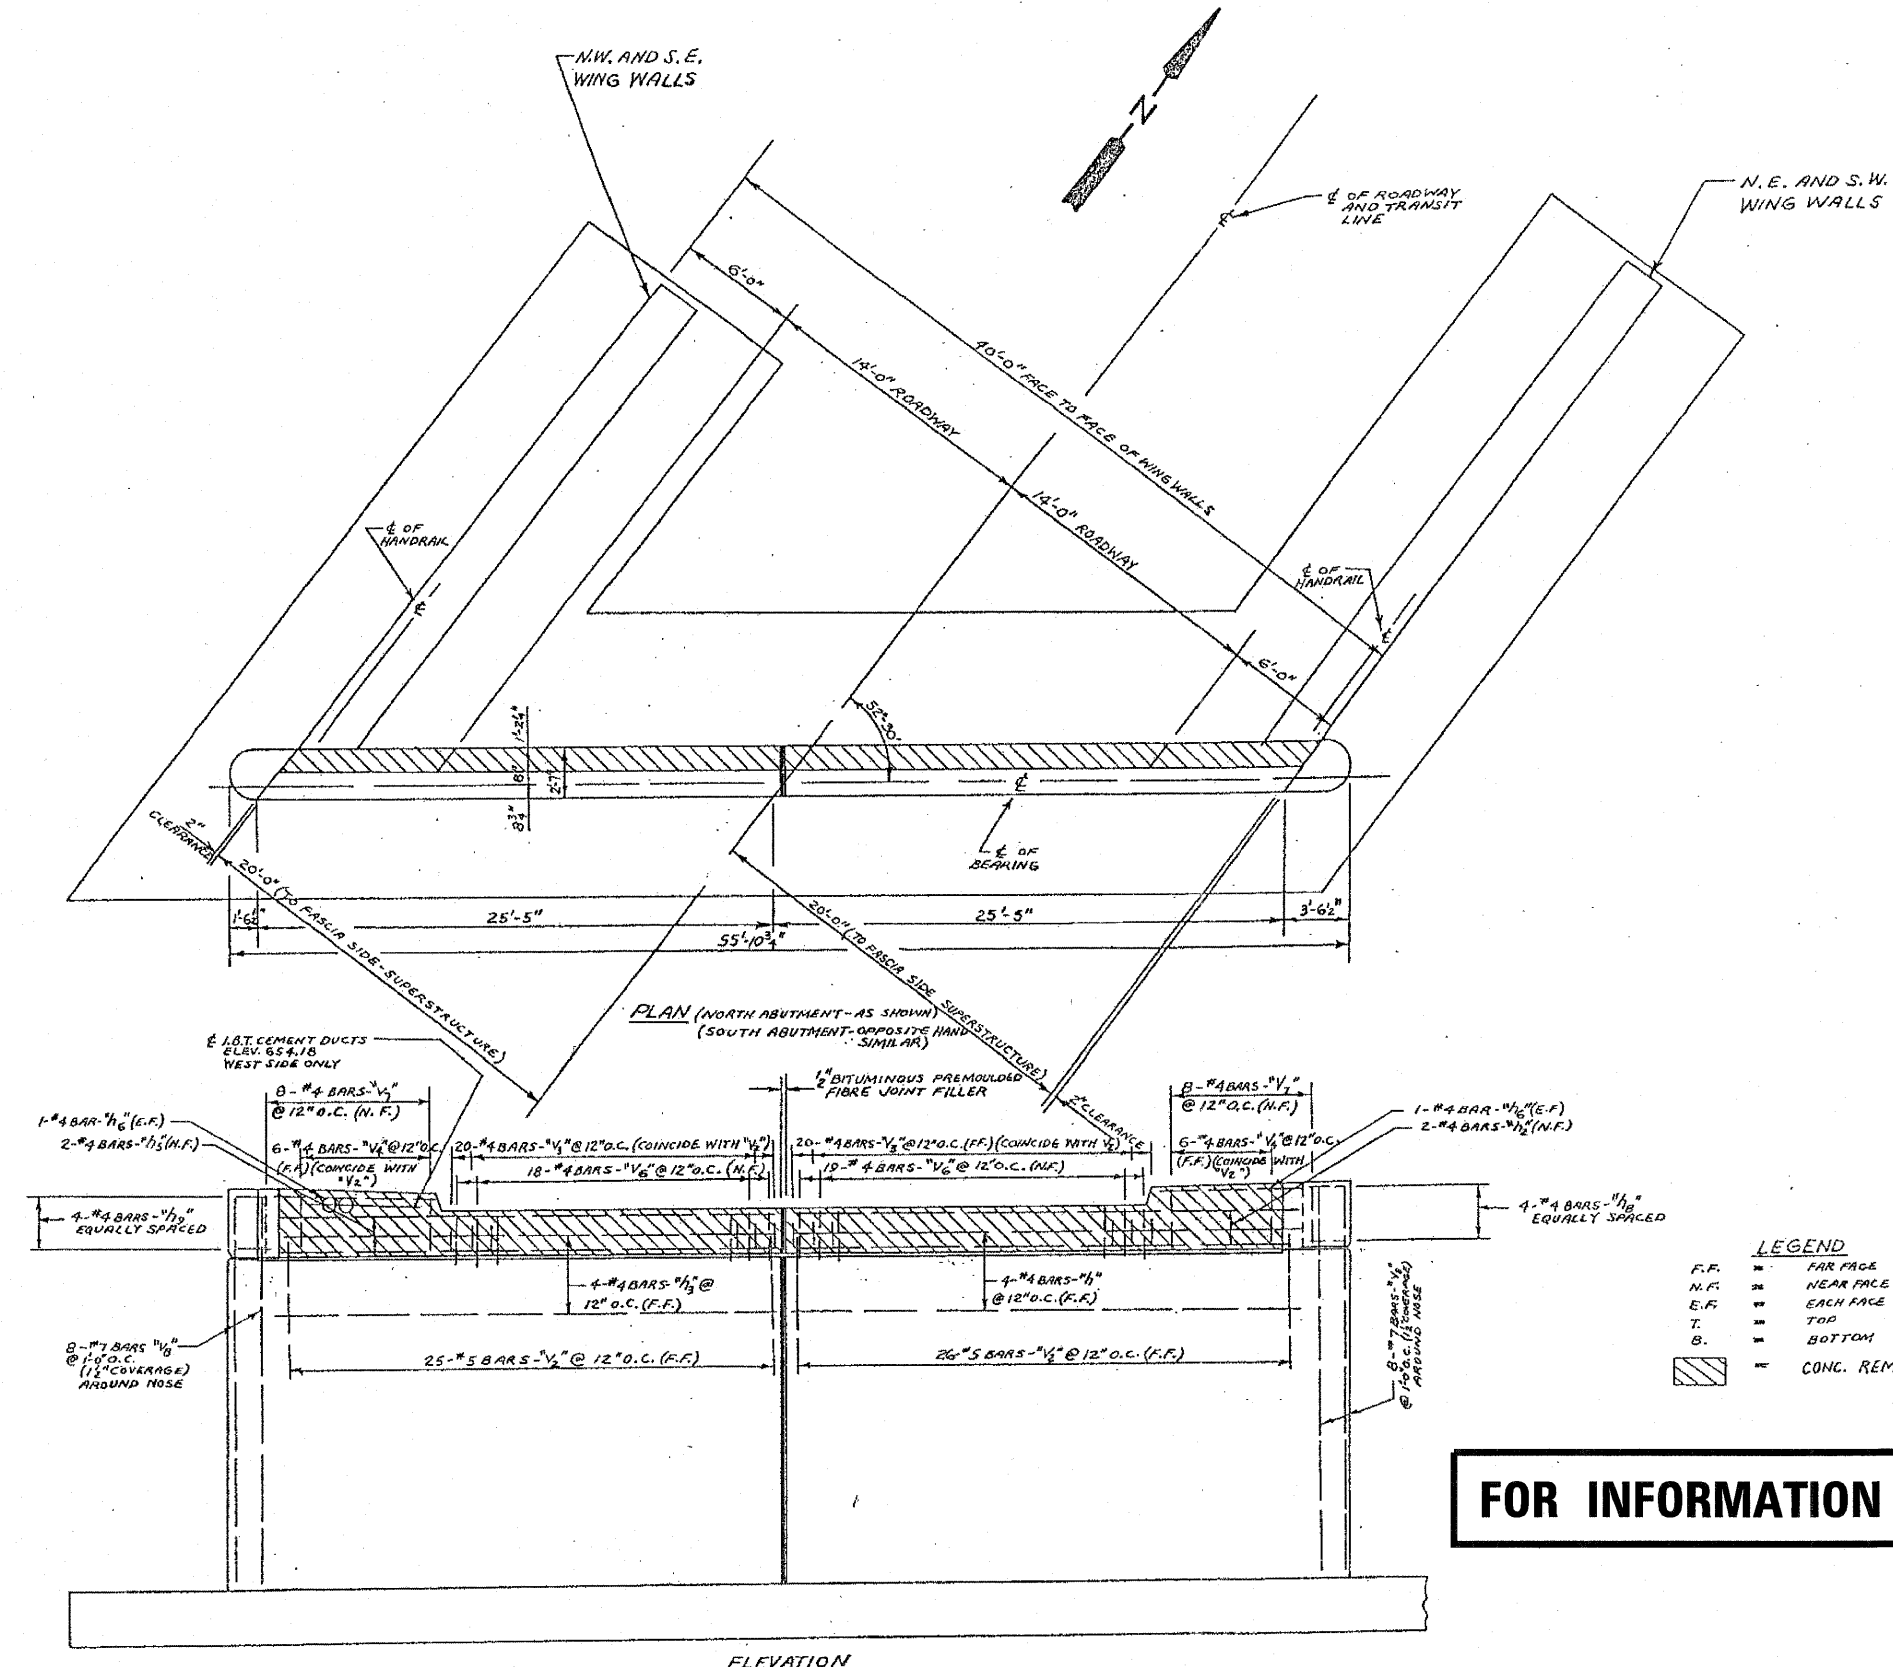 N.W. AND S.E.
WING WALLS
N
℄ OF ROADWAY
AND TRANSIT
LINE
N.E. AND S.W.
WING WALLS
6'-0"
14'-0" ROADWAY
40'-0" FACE TO FACE OF WING WALLS
14'-0" ROADWAY
6'-0"
℄ OF
HANDRAIL
℄
℄ OF
HANDRAIL
℄
℄
52°-30'
1'-2¼"
8"
8¾"
2'-7"
℄
℄ OF
BEARING
2"
CLEARANCE
20'-0" (TO FASCIA SIDE-SUPERSTRUCTURE)
20'-0" (TO FASCIA SIDE SUPERSTRUCTURE)
2" CLEARANCE
1'-6½"
25'-5"
25'-5"
3'-6½"
55'-10¾"
PLAN (NORTH ABUTMENT-AS SHOWN)
(SOUTH ABUTMENT-OPPOSITE HAND
SIMILAR)
℄ I.B.T. CEMENT DUCTS
ELEV. 654.18
WEST SIDE ONLY
½" BITUMINOUS PREMOULDED
FIBRE JOINT FILLER
8-#4 BARS-"V7"
@ 12" O.C. (N.F.)
8-#4 BARS-"V7"
@ 12" O.C. (N.F.)
1-#4 BAR-"h6" (E.F.)
2-#4 BARS-"h5" (N.F.)
1-#4 BAR-"h6" (E.F.)
2-#4 BARS-"h2" (N.F.)
6-#4 BARS-"V4" @ 12" O.C.
(F.F.) (COINCIDE WITH
"V2")
20-#4 BARS-"V3" @ 12" O.C. (COINCIDE WITH "V2")
18-#4 BARS-"V6" @ 12" O.C. (N.F.)
20-#4 BARS-"V3" @ 12" O.C. (F.F.) (COINCIDE WITH V2)
19-#4 BARS-"V6" @ 12" O.C. (N.F.)
6-#4 BARS-"V4" @ 12" O.C.
(F.F.) (COINCIDE WITH
"V2")
4-#4 BARS-"h9"
EQUALLY SPACED
4-#4 BARS-"h8"
EQUALLY SPACED
4-#4 BARS-"h3" @
12" O.C. (F.F.)
4-#4 BARS-"h"
@ 12" O.C. (F.F.)
8-#7 BARS "V8"
@ 1'-0" O.C.
(1½" COVERAGE)
AROUND NOSE
25-#5 BARS-"V2" @ 12" O.C. (F.F.)
26-#5 BARS-"V2" @ 12" O.C. (F.F.)
8-#7 BARS-"V8"
@ 1'-0" O.C. (1½" COVERAGE)
AROUND NOSE
LEGEND
F.F. = FAR FACE
N.F. = NEAR FACE
E.F. = EACH FACE
T. = TOP
B. = BOTTOM
= CONC. REM
FOR INFORMATION
ELEVATION